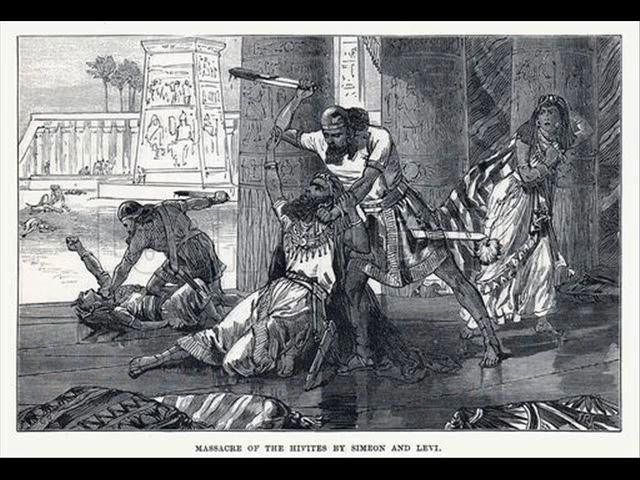 MASSACRE OF THE HIVITES BY SIMEON AND LEVI.